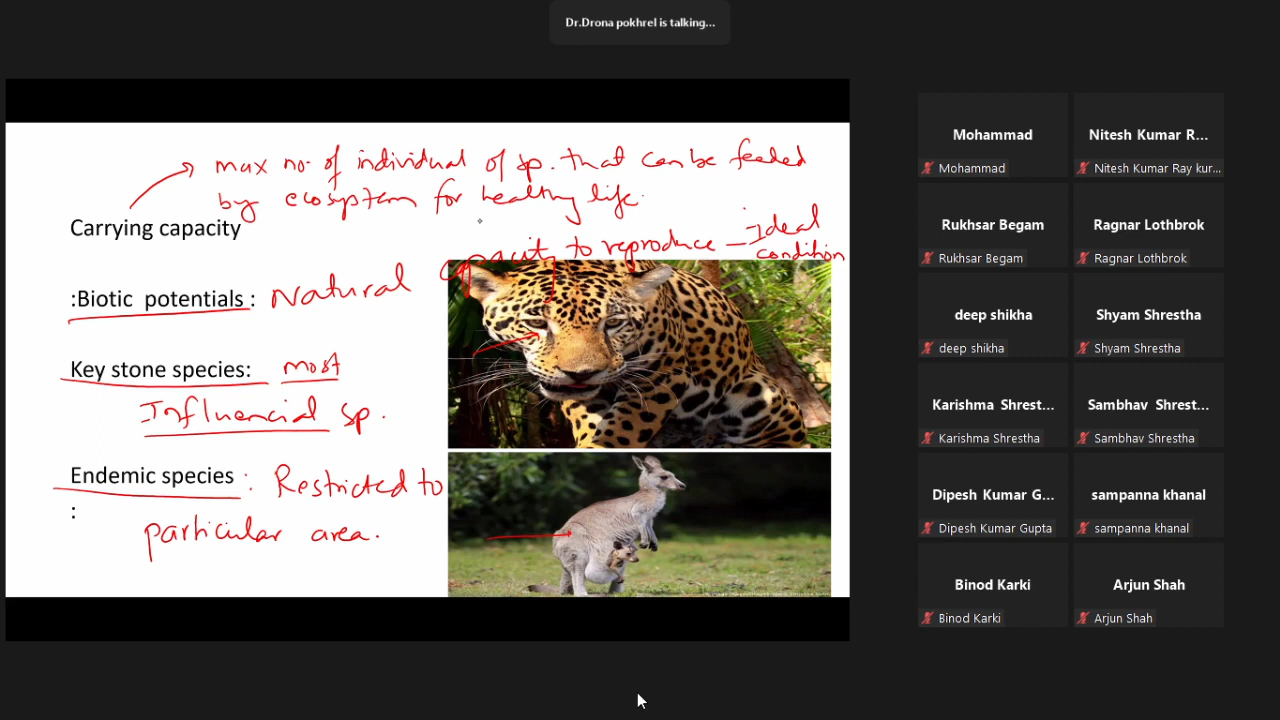 Dr.Drona pokhrel is talking...
max no. of individual of sp. that can be feeded
by ecosystem for healthy life.
Carrying capacity
:Biotic potentials : Natural capacity to reproduce – Ideal
condition
Key stone species: most
Influencial sp.
Endemic species : Restricted to
:
particular area.
Mohammad
Mohammad
Nitesh Kumar R...
Nitesh Kumar Ray kur...
Rukhsar Begam
Rukhsar Begam
Ragnar Lothbrok
Ragnar Lothbrok
deep shikha
deep shikha
Shyam Shrestha
Shyam Shrestha
Karishma Shrest...
Karishma Shrestha
Sambhav Shrest...
Sambhav Shrestha
Dipesh Kumar G...
Dipesh Kumar Gupta
sampanna khanal
sampanna khanal
Binod Karki
Binod Karki
Arjun Shah
Arjun Shah